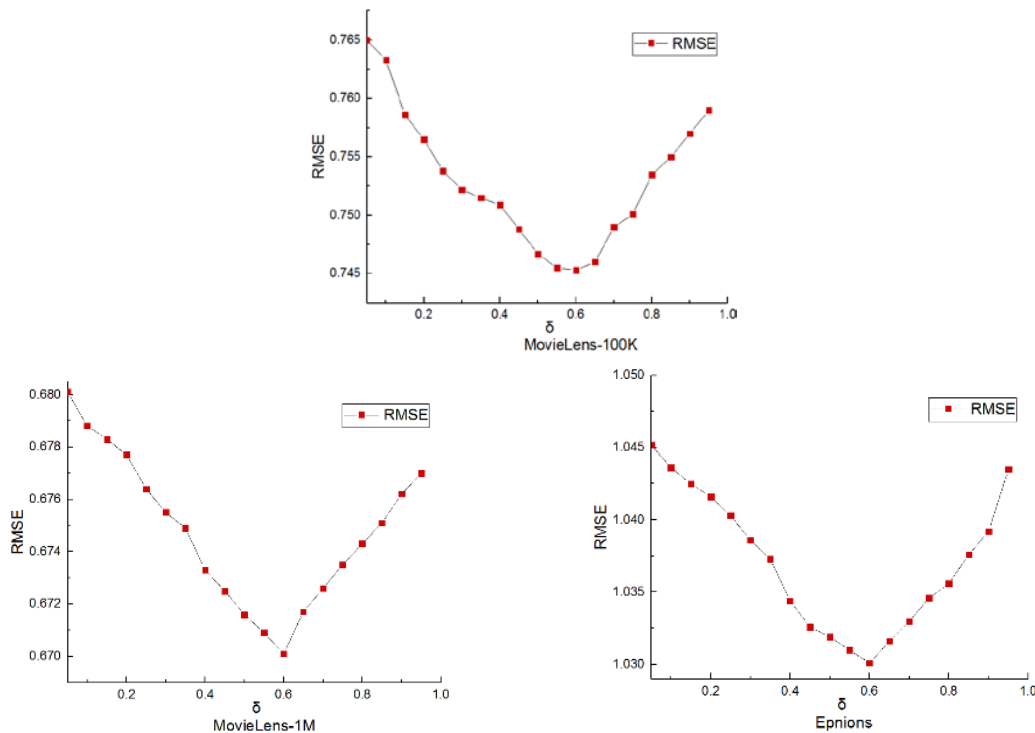 RMSE
0.765
0.760
0.755
0.750
0.745
RMSE
0.2
0.4
0.6
0.8
1.0
δ
MovieLens-100K
RMSE
0.680
0.678
0.676
0.674
0.672
0.670
RMSE
0.2
0.4
0.6
0.8
1.0
δ
MovieLens-1M
RMSE
1.050
1.045
1.040
1.035
1.030
RMSE
0.2
0.4
0.6
0.8
1.0
δ
Epnions